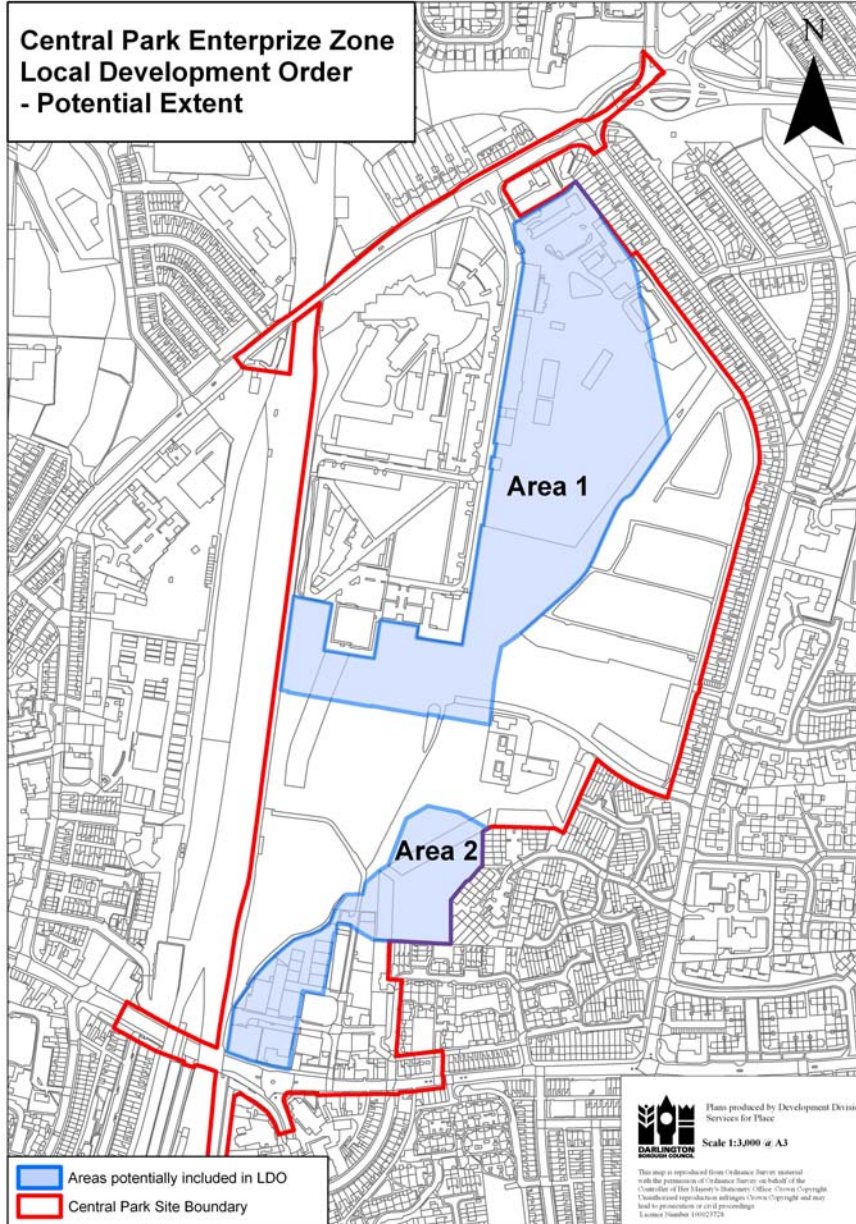 Central Park Enterprize Zone
Local Development Order
- Potential Extent
N
Area 1
Area 2
DARLINGTON
BOROUGH COUNCIL
Plans produced by Development Divisio
Services for Place
Scale 1:3,000 @ A3
This map is reproduced from Ordnance Survey material
with the permission of Ordnance Survey on behalf of the
Controller of Her Majesty's Stationery Office. Crown Copyright.
Unauthorised reproduction infringes Crown Copyright and may
lead to prosecution or civil proceedings
Licence Number 100023728
Areas potentially included in LDO
Central Park Site Boundary